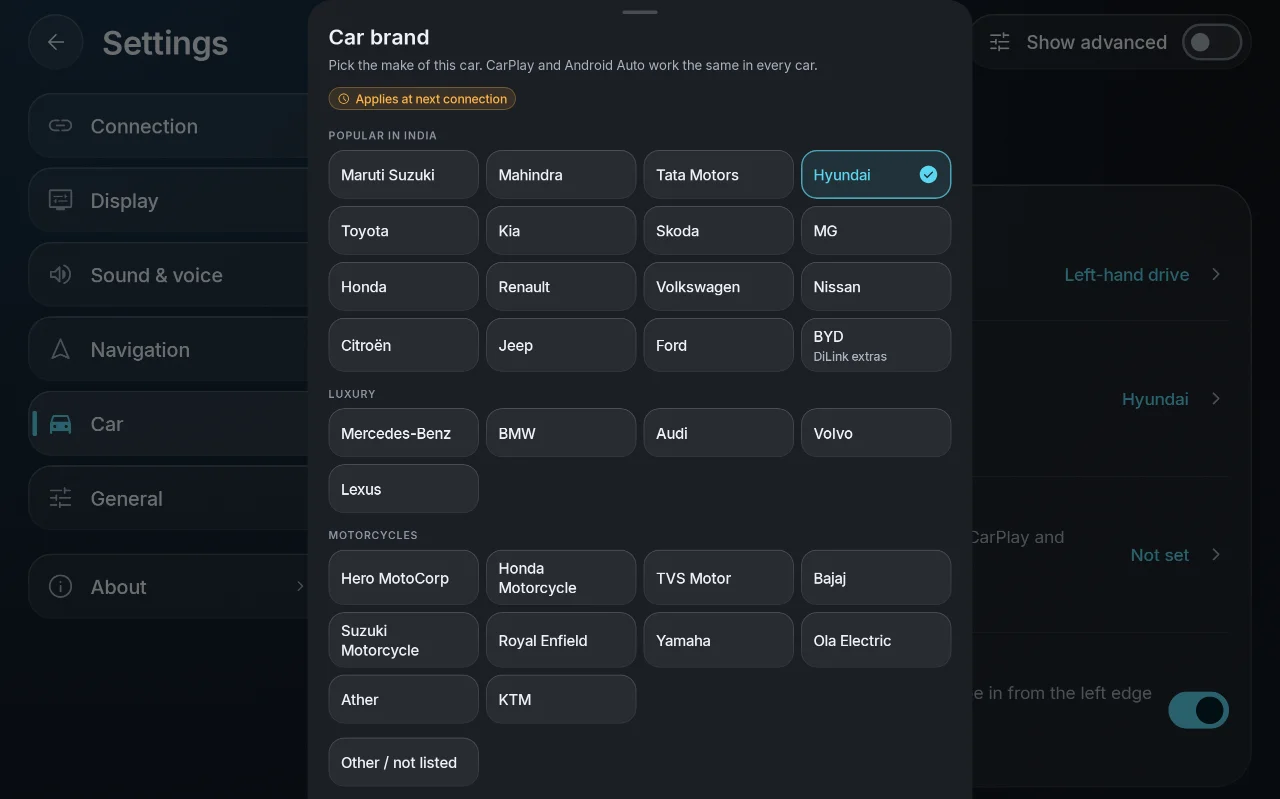 Settings
Show advanced
Connection
Display
Sound & voice
Navigation
Car
General
About
Car brand
Pick the make of this car. CarPlay and Android Auto work the same in every car.
Applies at next connection
POPULAR IN INDIA
Maruti Suzuki
Mahindra
Tata Motors
Hyundai
Toyota
Kia
Skoda
MG
Honda
Renault
Volkswagen
Nissan
Citroën
Jeep
Ford
BYD
DiLink extras
LUXURY
Mercedes-Benz
BMW
Audi
Volvo
Lexus
MOTORCYCLES
Hero MotoCorp
Honda
Motorcycle
TVS Motor
Bajaj
Suzuki
Motorcycle
Royal Enfield
Yamaha
Ola Electric
Ather
KTM
Other / not listed
Left-hand drive
Hyundai
CarPlay and
Not set
e in from the left edge